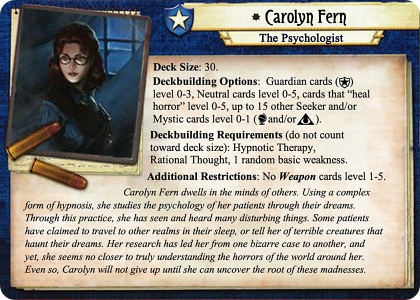 Carolyn Fern
The Psychologist
Deck Size: 30.
Deckbuilding Options: Guardian cards ()
level 0-3, Neutral cards level 0-5, cards that “heal
horror” level 0-5, up to 15 other Seeker and/or
Mystic cards level 0-1 ( and/or ).
Deckbuilding Requirements (do not count
toward deck size): Hypnotic Therapy,
Rational Thought, 1 random basic weakness.
Additional Restrictions: No Weapon cards level 1-5.
Carolyn Fern dwells in the minds of others. Using a complex
form of hypnosis, she studies the psychology of her patients through their dreams.
Through this practice, she has seen and heard many disturbing things. Some patients
have claimed to travel to other realms in their sleep, or tell her of terrible creatures that
haunt their dreams. Her research has led her from one bizarre case to another, and
yet, she seems no closer to truly understanding the horrors of the world around her.
Even so, Carolyn will not give up until she can uncover the root of these madnesses.